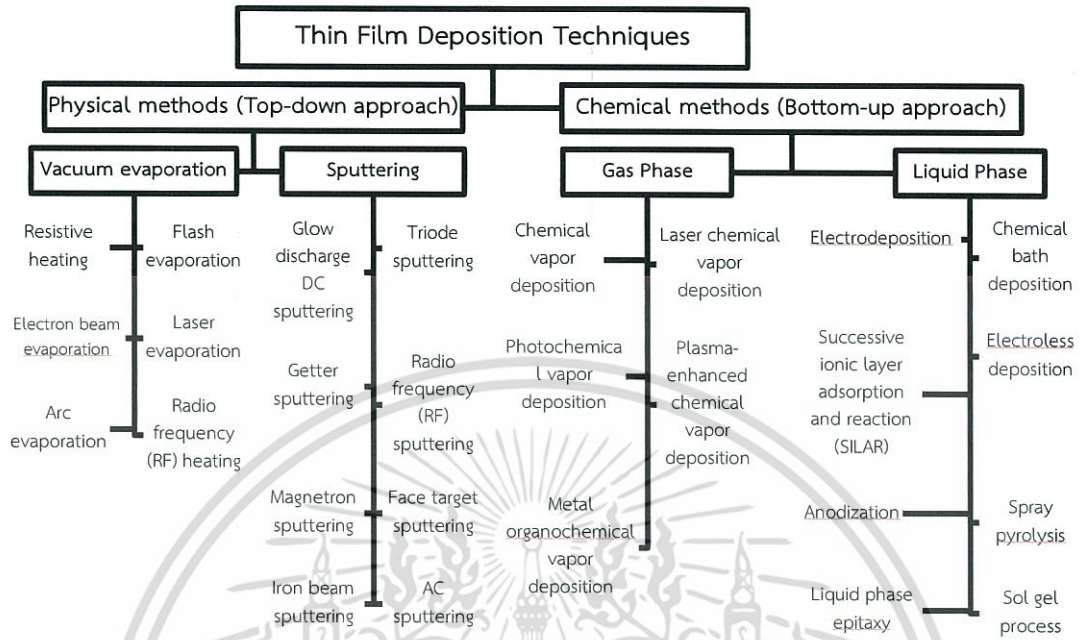 Thin Film Deposition Techniques
Physical methods (Top-down approach)
Chemical methods (Bottom-up approach)
Vacuum evaporation
Sputtering
Gas Phase
Liquid Phase
Resistive
heating
Flash
evaporation
Electron beam
evaporation
Laser
evaporation
Arc
evaporation
Radio
frequency
(RF) heating
Glow
discharge
DC
sputtering
Triode
sputtering
Getter
sputtering
Radio
frequency
(RF)
sputtering
Magnetron
sputtering
Face target
sputtering
Iron beam
sputtering
AC
sputtering
Chemical
vapor
deposition
Laser chemical
vapor
deposition
Photochemica
l vapor
deposition
Plasma-
enhanced
chemical
vapor
deposition
Metal
organochemical
vapor
deposition
Electrodeposition
Chemical
bath
deposition
Successive
ionic layer
adsorption
and reaction
(SILAR)
Electroless
deposition
Anodization
Spray
pyrolysis
Liquid phase
epitaxy
Sol gel
process